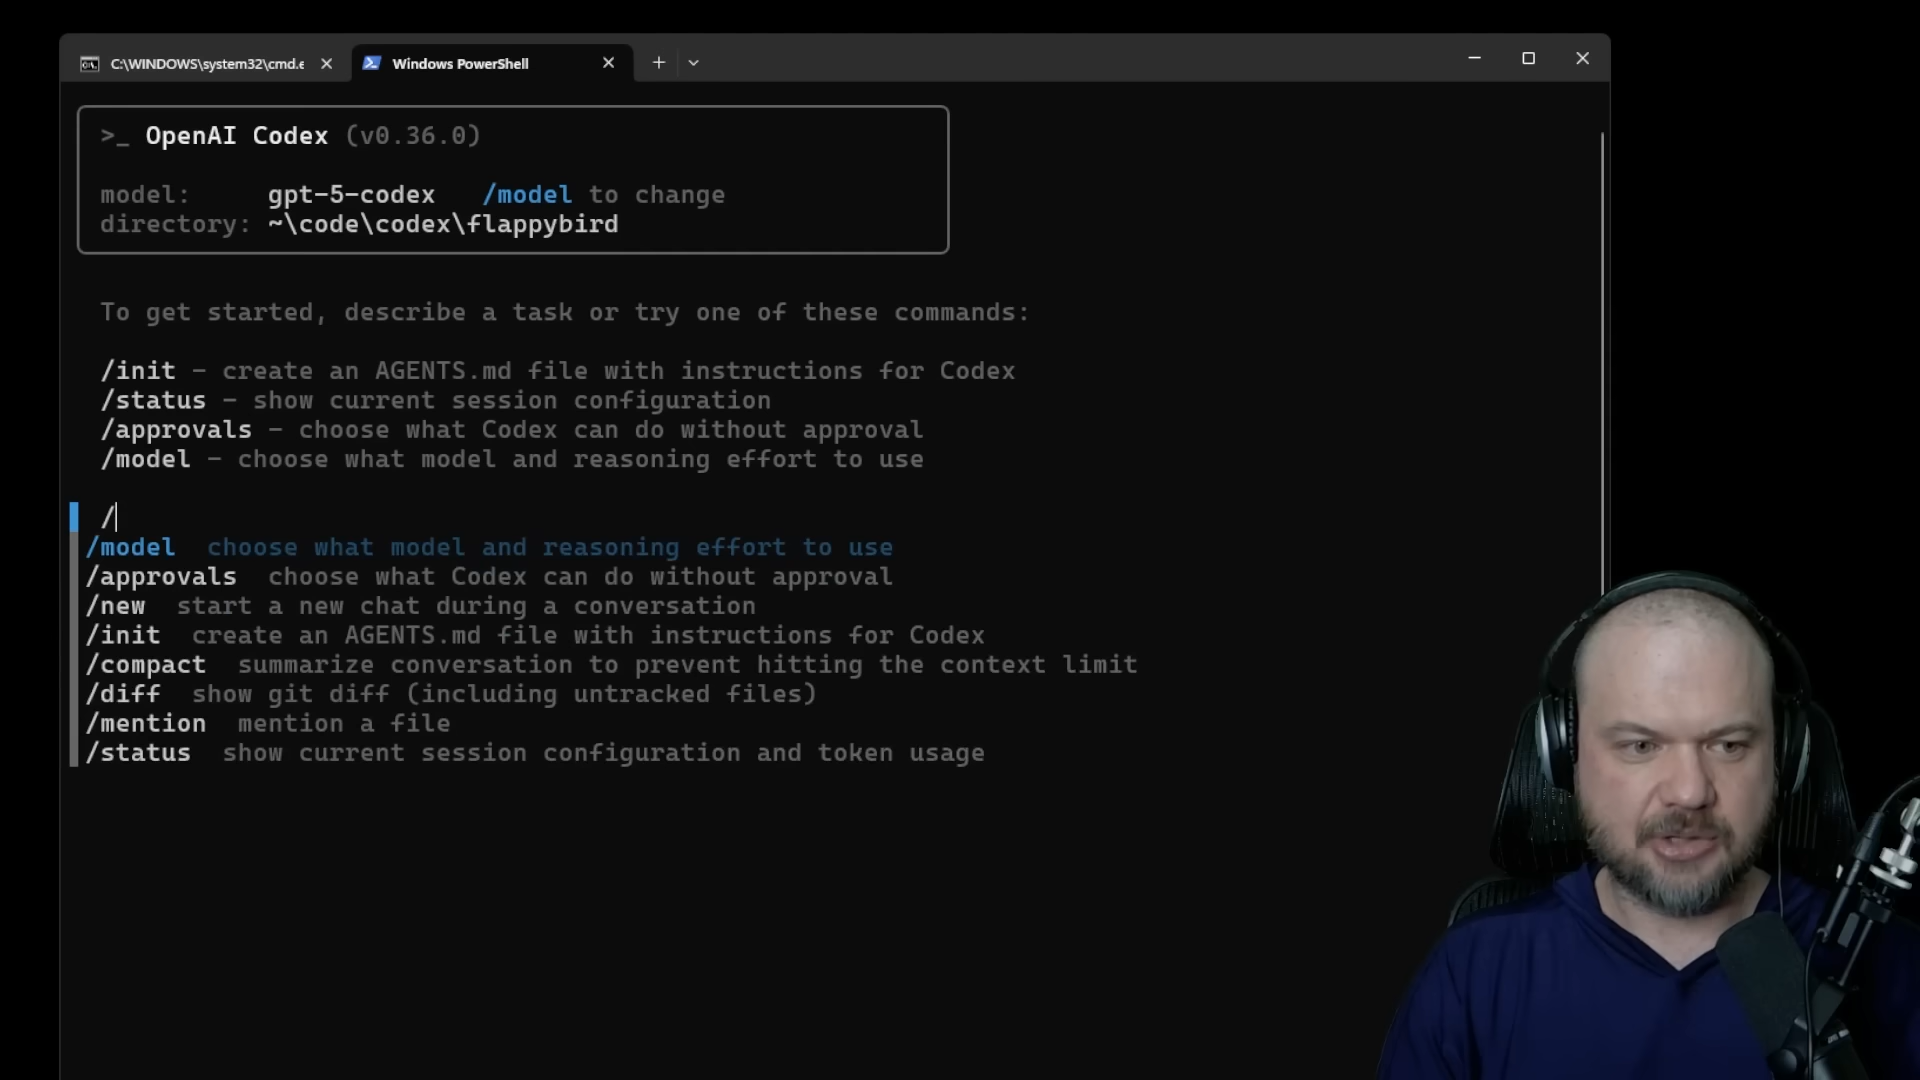 C:\WINDOWS\system32\cmd.e
Windows PowerShell
>_ OpenAI Codex (v0.36.0)
model: gpt-5-codex /model to change
directory: ~\code\codex\flappybird
To get started, describe a task or try one of these commands:
/init - create an AGENTS.md file with instructions for Codex
/status - show current session configuration
/approvals - choose what Codex can do without approval
/model - choose what model and reasoning effort to use
/
/model choose what model and reasoning effort to use
/approvals choose what Codex can do without approval
/new start a new chat during a conversation
/init create an AGENTS.md file with instructions for Codex
/compact summarize conversation to prevent hitting the context limit
/diff show git diff (including untracked files)
/mention mention a file
/status show current session configuration and token usage